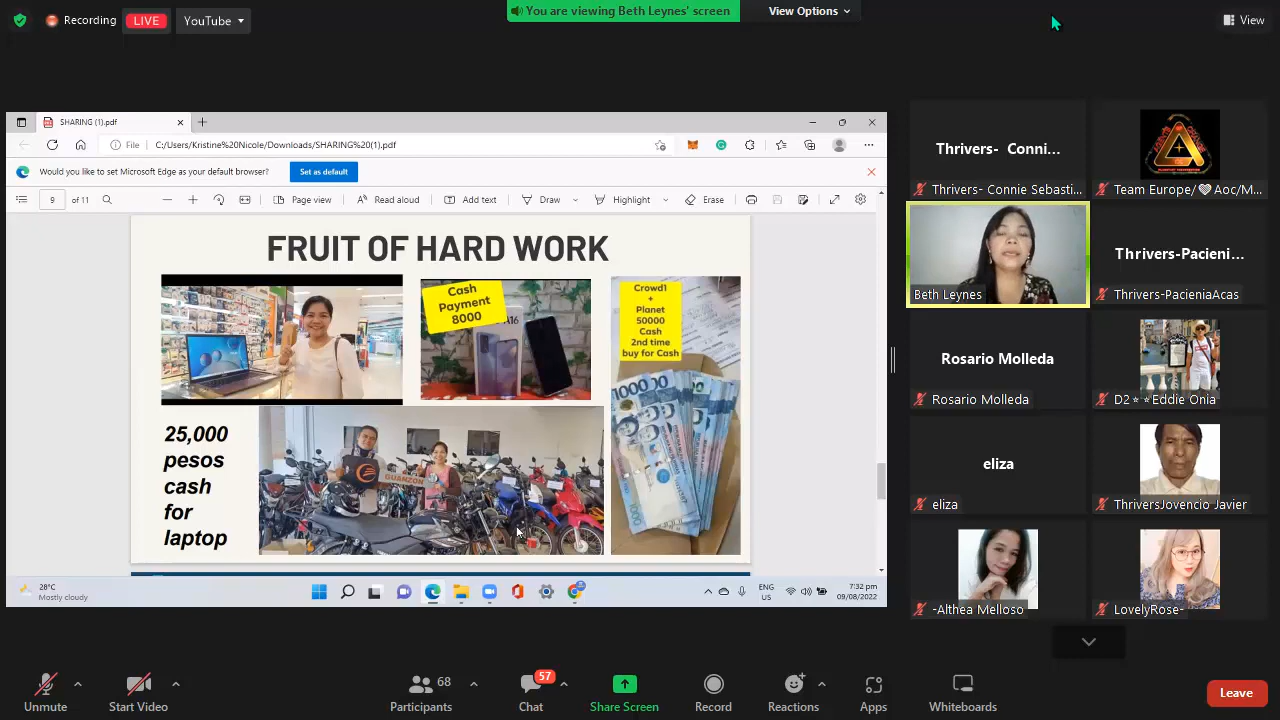 Recording
LIVE
YouTube
You are viewing Beth Leynes' screen
View Options
View
SHARING (1).pdf
File
C:/Users/Kristine%20Nicole/Downloads/SHARING%20(1).pdf
Would you like to set Microsoft Edge as your default browser?
Set as default
9
of 11
Page view
Read aloud
Add text
Draw
Highlight
Erase
FRUIT OF HARD WORK
Cash
Payment
8000
A16
Crowd1
+
Planet
50000
Cash
2nd time
buy for Cash
1000
25,000
pesos
cash
for
laptop
GUANZON
28°C
Mostly cloudy
ENG
US
7:32 pm
09/08/2022
Thrivers- Conni...
Thrivers- Connie Sebasti...
Team Europe/🤍Aoc/M...
Beth Leynes
Thrivers-Pacieni...
Thrivers-PacieniaAcas
Rosario Molleda
Rosario Molleda
D2⭐⭐Eddie Onia
eliza
eliza
ThriversJovencio Javier
-Althea Melloso
LovelyRose-
Unmute
Start Video
68
Participants
57
Chat
Share Screen
Record
Reactions
Apps
Whiteboards
Leave